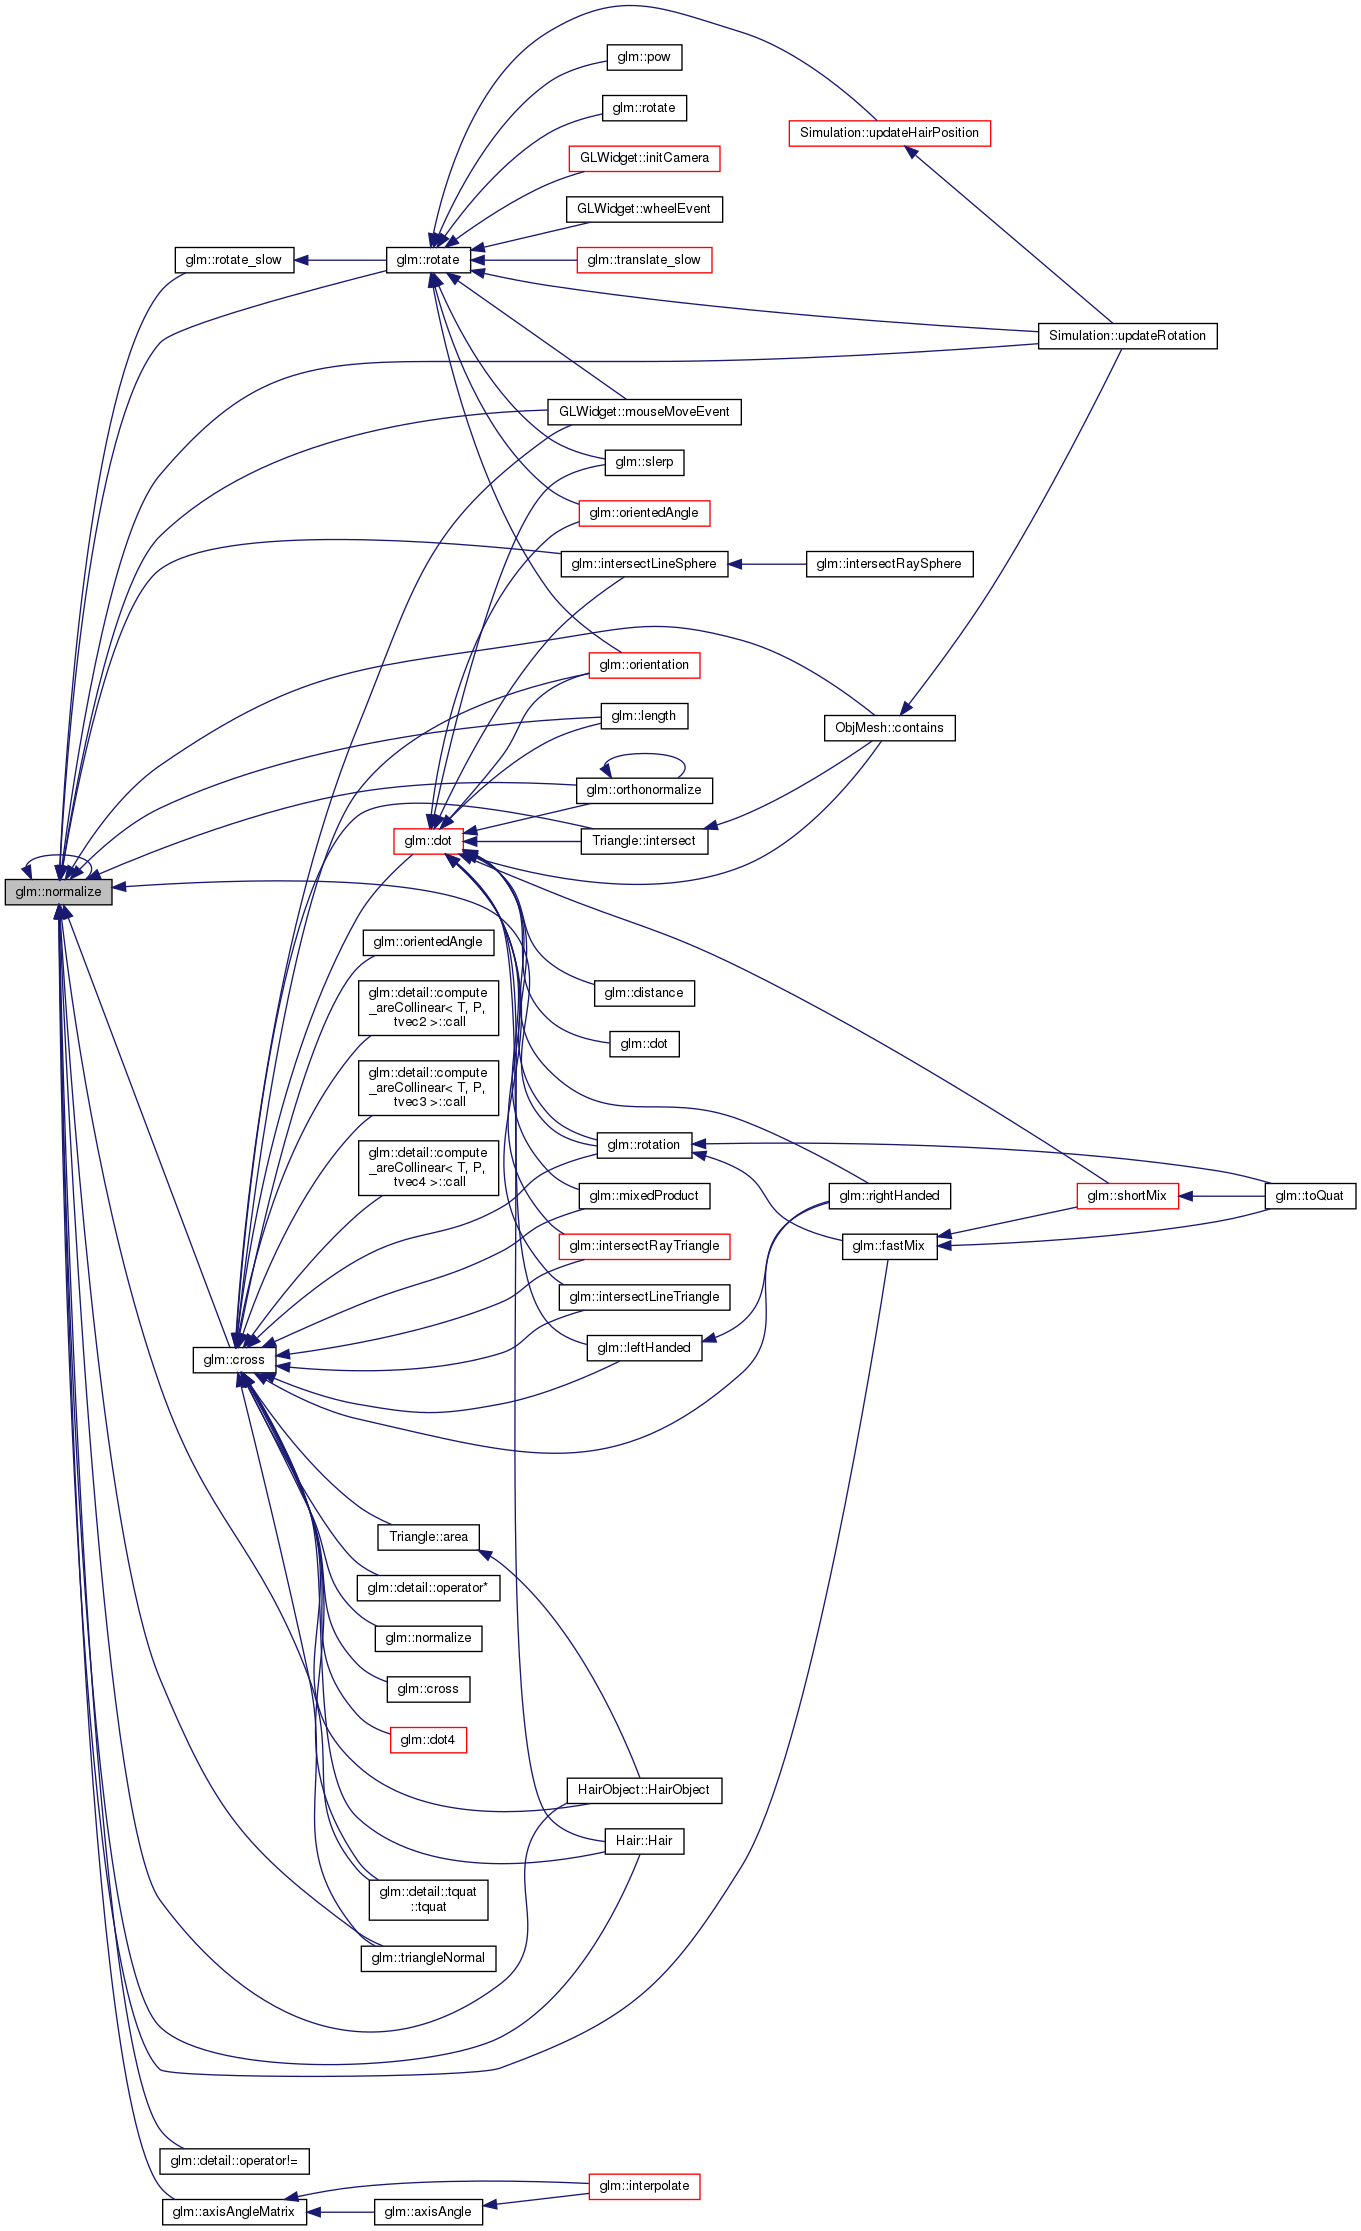 glm::pow
glm::rotate
Simulation::updateHairPosition
GLWidget::initCamera
GLWidget::wheelEvent
glm::rotate_slow
glm::rotate
glm::translate_slow
Simulation::updateRotation
GLWidget::mouseMoveEvent
glm::slerp
glm::orientedAngle
glm::intersectLineSphere
glm::intersectRaySphere
glm::orientation
glm::length
ObjMesh::contains
glm::orthonormalize
glm::dot
Triangle::intersect
glm::normalize
glm::orientedAngle
glm::detail::compute
_areCollinear< T, P,
tvec2 >::call
glm::distance
glm::dot
glm::detail::compute
_areCollinear< T, P,
tvec3 >::call
glm::rotation
glm::detail::compute
_areCollinear< T, P,
tvec4 >::call
glm::mixedProduct
glm::rightHanded
glm::shortMix
glm::toQuat
glm::intersectRayTriangle
glm::fastMix
glm::intersectLineTriangle
glm::leftHanded
glm::cross
Triangle::area
glm::detail::operator*
glm::normalize
glm::cross
glm::dot4
HairObject::HairObject
Hair::Hair
glm::detail::tquat
::tquat
glm::triangleNormal
glm::detail::operator!=
glm::interpolate
glm::axisAngleMatrix
glm::axisAngle